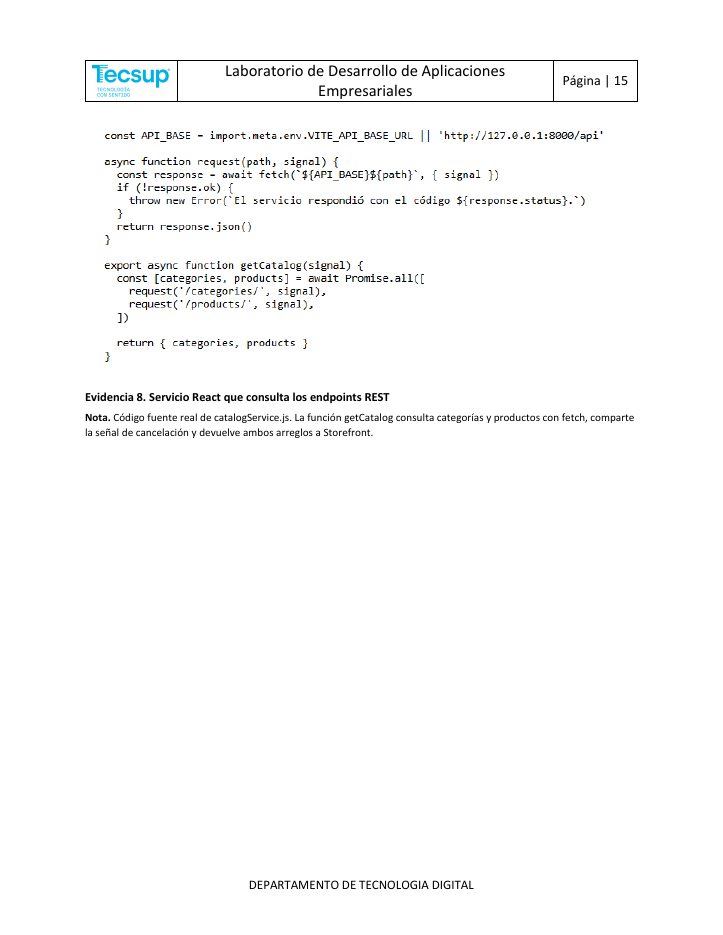 Tecsup
TECNOLOGÍA
CON SENTIDO
Laboratorio de Desarrollo de Aplicaciones
Empresariales
Página | 15
const API_BASE = import.meta.env.VITE_API_BASE_URL || 'http://127.0.0.1:8000/api'
async function request(path, signal) {
  const response = await fetch(`${API_BASE}${path}`, { signal })
  if (!response.ok) {
    throw new Error(`El servicio respondió con el código ${response.status}.`)
  }
  return response.json()
}
export async function getCatalog(signal) {
  const [categories, products] = await Promise.all([
    request('/categories/', signal),
    request('/products/', signal),
  ])
  return { categories, products }
}
Evidencia 8. Servicio React que consulta los endpoints REST
Nota. Código fuente real de catalogService.js. La función getCatalog consulta categorías y productos con fetch, comparte
la señal de cancelación y devuelve ambos arreglos a Storefront.
DEPARTAMENTO DE TECNOLOGIA DIGITAL